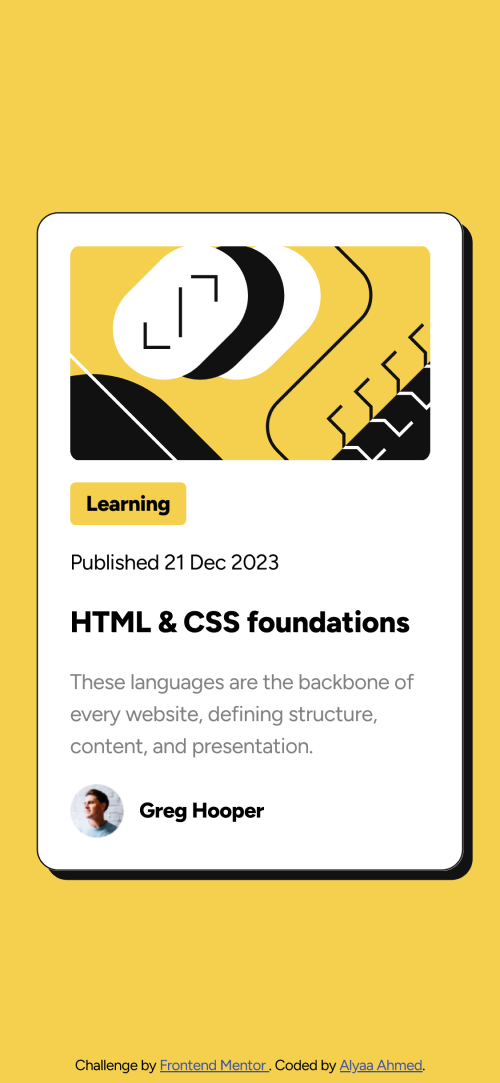 Learning
Published 21 Dec 2023
HTML & CSS foundations
These languages are the backbone of
every website, defining structure,
content, and presentation.
Greg Hooper
Challenge by Frontend Mentor . Coded by Alyaa Ahmed.